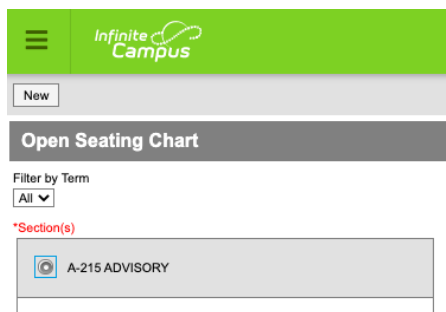 Infinite
Campus
New
Open Seating Chart
Filter by Term
All
*Section(s)
A-215 ADVISORY